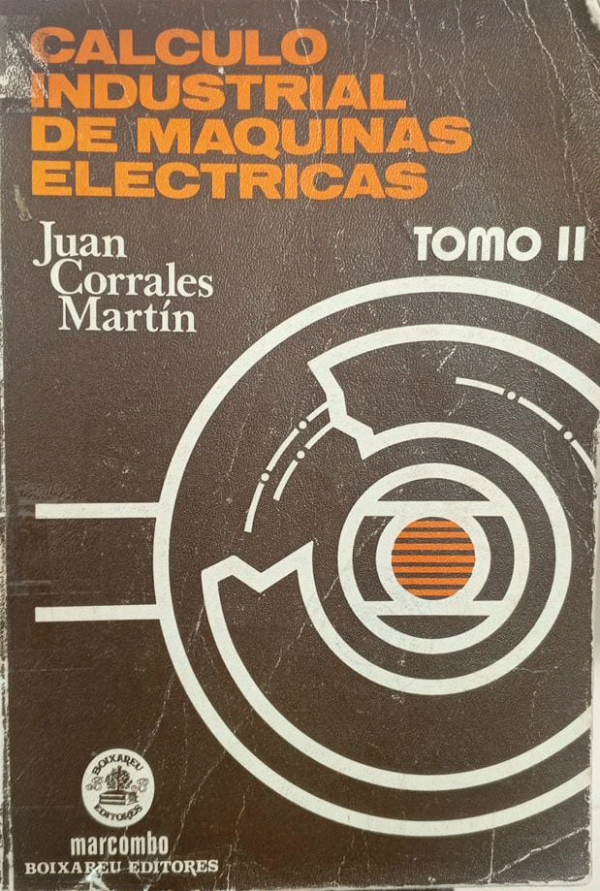 CALCULO
INDUSTRIAL
DE MAQUINAS
ELECTRICAS
Juan
Corrales
Martín
TOMO II
BOIXAREU
EDITORES
marcombo
BOIXAREU EDITORES